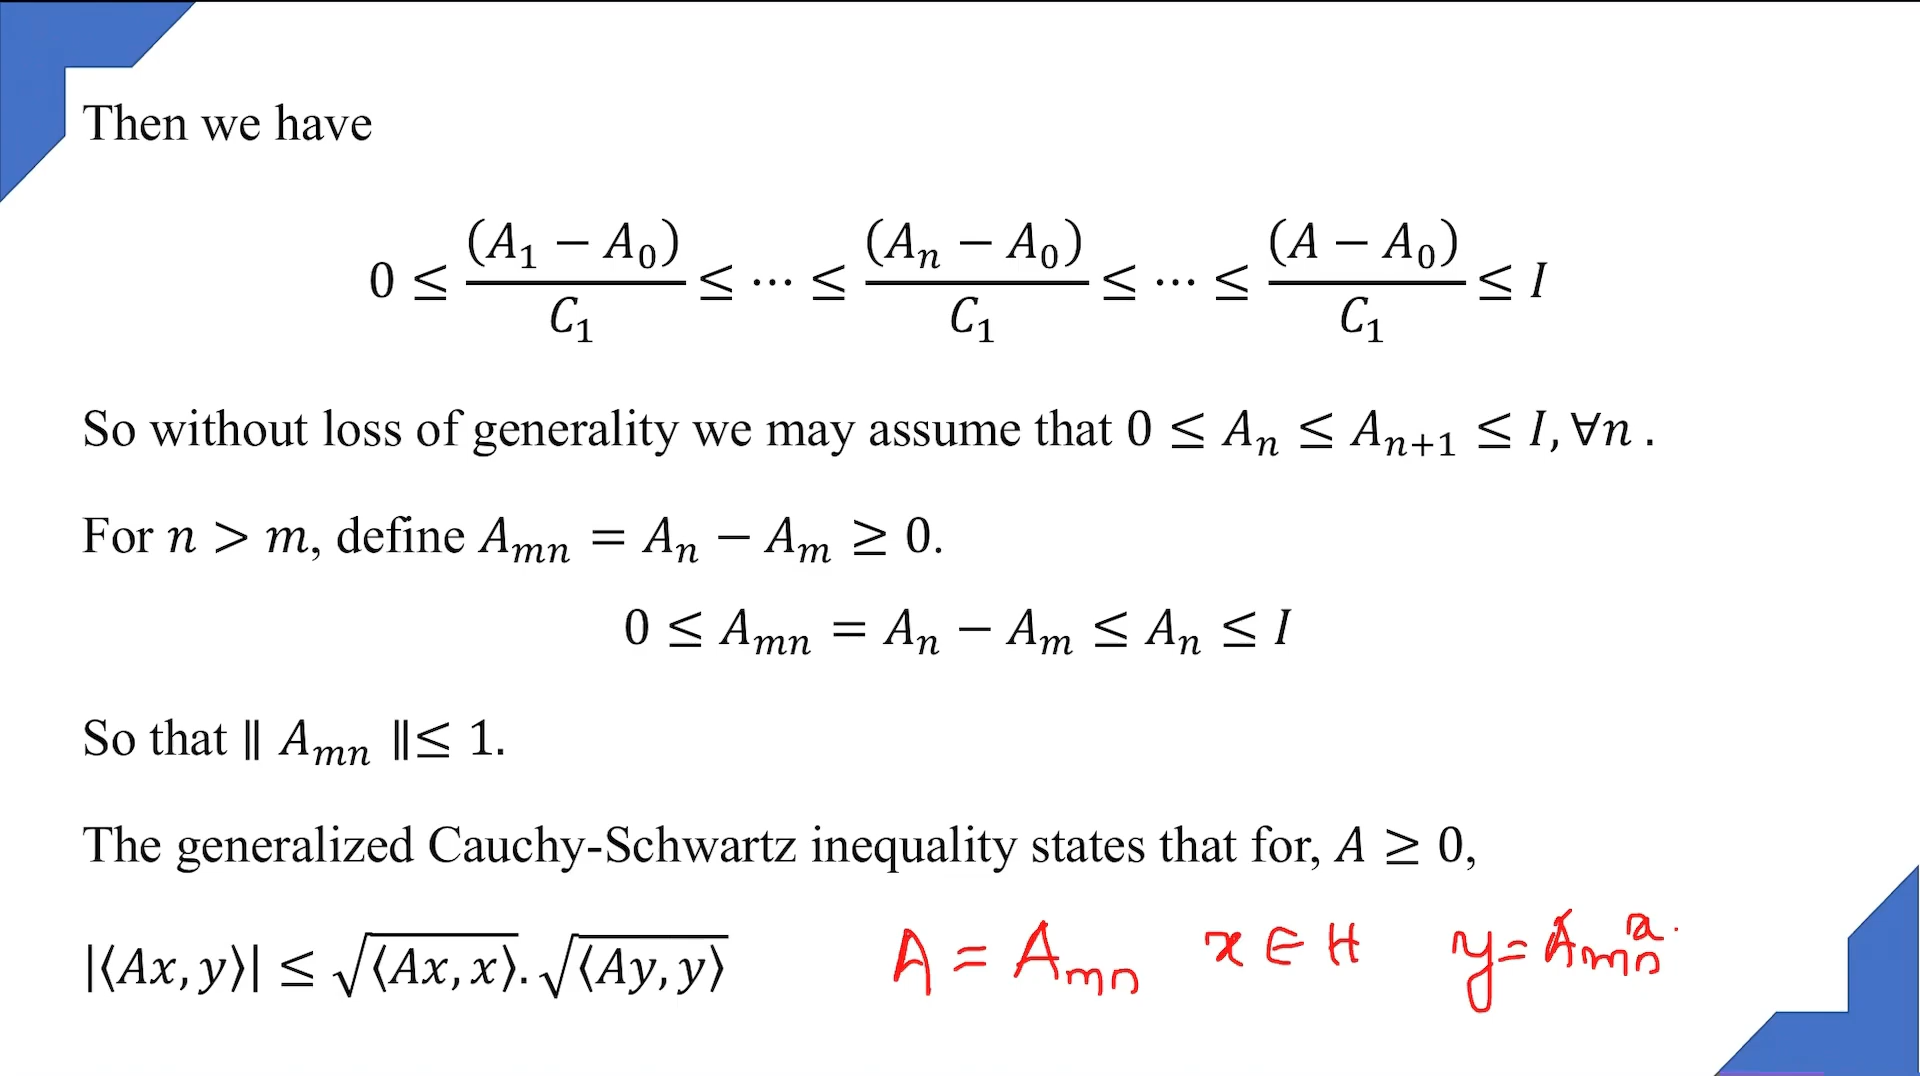 Then we have
0 ≤ (A₁ − A₀)/C₁ ≤ ⋯ ≤ (Aₙ − A₀)/C₁ ≤ ⋯ ≤ (A − A₀)/C₁ ≤ I
So without loss of generality we may assume that 0 ≤ Aₙ ≤ Aₙ₊₁ ≤ I, ∀n .
For n > m, define Aₘₙ = Aₙ − Aₘ ≥ 0.
0 ≤ Aₘₙ = Aₙ − Aₘ ≤ Aₙ ≤ I
So that ‖ Aₘₙ ‖≤ 1.
The generalized Cauchy-Schwartz inequality states that for, A ≥ 0,
|⟨Ax, y⟩| ≤ √⟨Ax, x⟩. √⟨Ay, y⟩ A = Aₘₙ x ∈ H y = Aₘₙx.